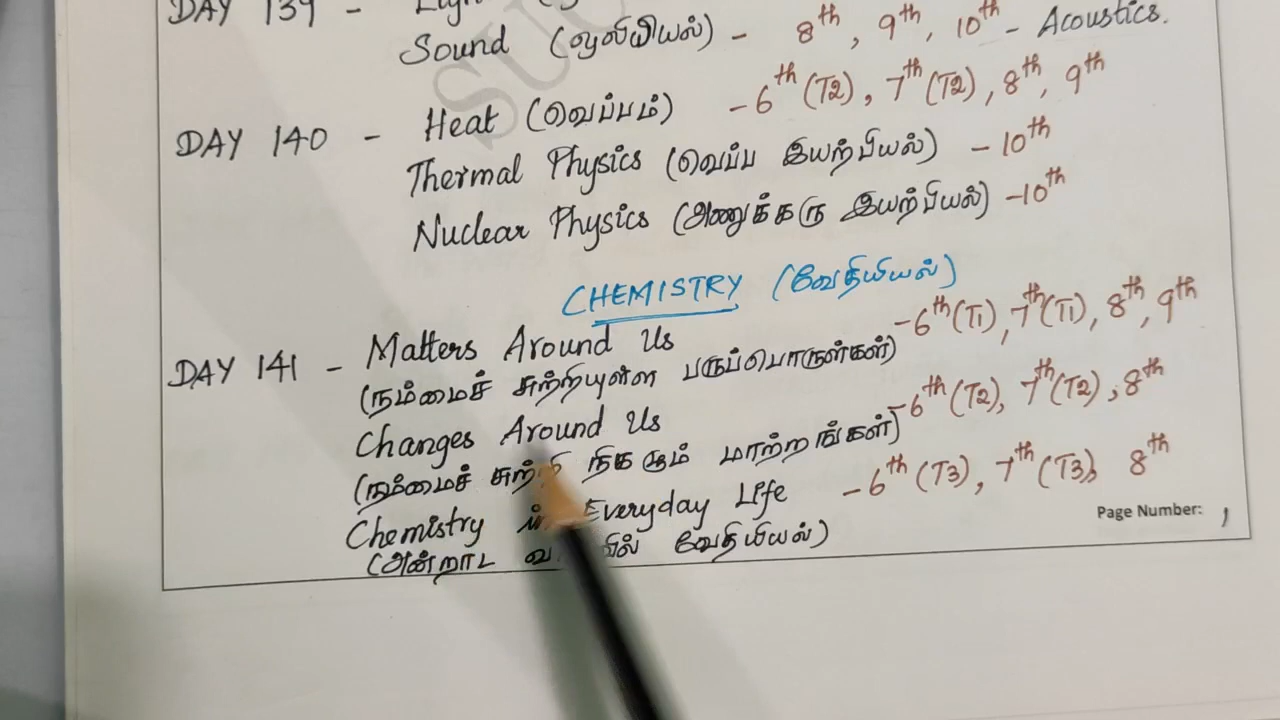 DAY 139 -
Sound (ஒலியியல்) - 8th, 9th, 10th - Acoustics.
DAY 140 - Heat (வெப்பம்) - 6th (T2), 7th (T2), 8th, 9th
Thermal Physics (வெப்ப இயற்பியல்) - 10th
Nuclear Physics (அணுக்கரு இயற்பியல்) - 10th
CHEMISTRY (வேதியியல்)
DAY 141 - Matters Around Us - 6th (T1), 7th (T1), 8th, 9th
(நம்மைச் சுற்றியுள்ள பருப்பொருள்கள்)
Changes Around Us - 6th (T2), 7th (T2), 8th
(நம்மைச் நிகழும் மாற்றங்கள்)
Chemistry Everyday Life - 6th (T3), 7th (T3), 8th
(அன்றாட வேதியியல்)
Page Number: 1